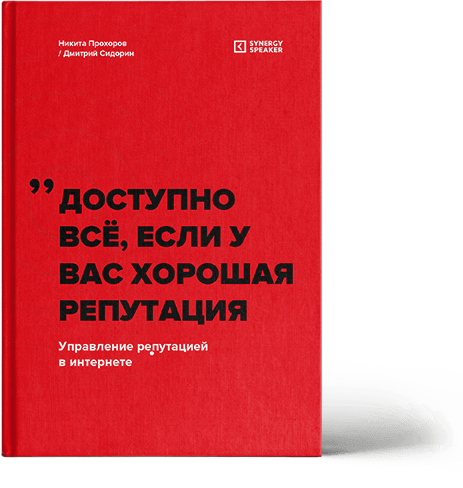 Никита Прохоров
/ Дмитрий Сидорин
SYNERGY
SPEAKER
”ДОСТУПНО
ВСЁ, ЕСЛИ У
ВАС ХОРОШАЯ
РЕПУТАЦИЯ
Управление репутацией
в интернете